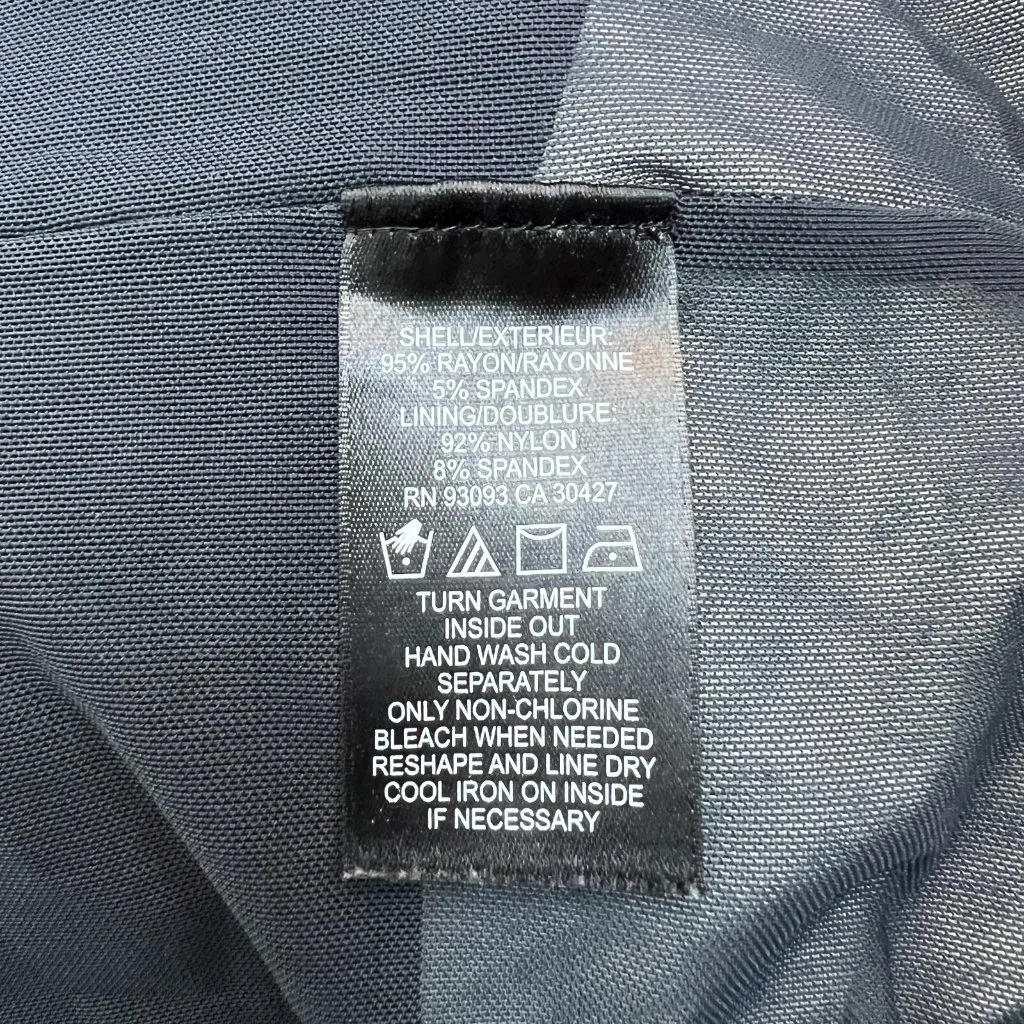 SHELL/EXTERIEUR:
95% RAYON/RAYONNE
5% SPANDEX
LINING/DOUBLURE:
92% NYLON
8% SPANDEX
RN 93093 CA 30427
TURN GARMENT
INSIDE OUT
HAND WASH COLD
SEPARATELY
ONLY NON-CHLORINE
BLEACH WHEN NEEDED
RESHAPE AND LINE DRY
COOL IRON ON INSIDE
IF NECESSARY